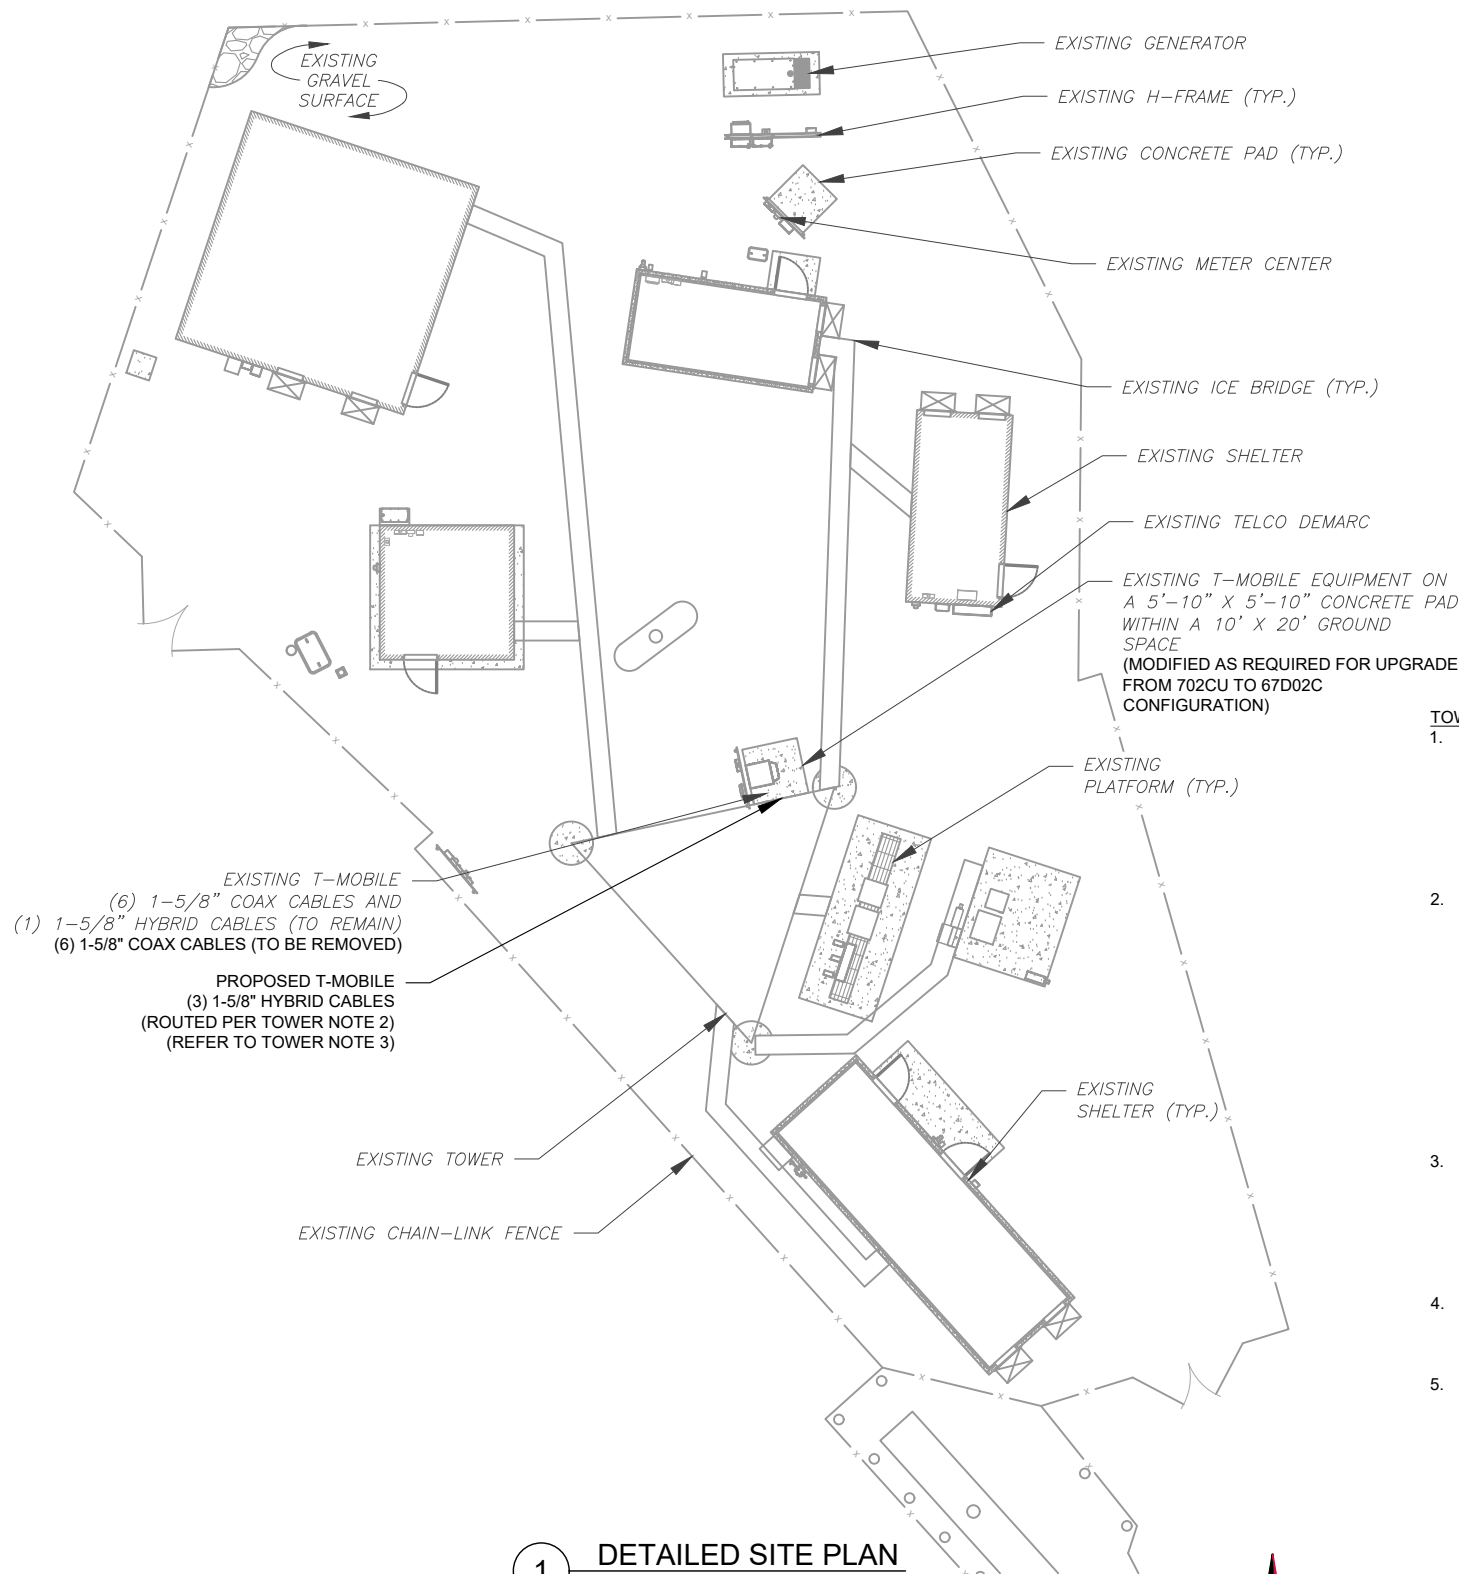 EXISTING
GRAVEL
SURFACE
EXISTING GENERATOR
EXISTING H-FRAME (TYP.)
EXISTING CONCRETE PAD (TYP.)
EXISTING METER CENTER
EXISTING ICE BRIDGE (TYP.)
EXISTING SHELTER
EXISTING TELCO DEMARC
EXISTING T-MOBILE EQUIPMENT ON
A 5'-10" X 5'-10" CONCRETE PAD
WITHIN A 10' X 20' GROUND
SPACE
(MODIFIED AS REQUIRED FOR UPGRADE
FROM 702CU TO 67D02C
CONFIGURATION)
EXISTING
PLATFORM (TYP.)
EXISTING T-MOBILE
(6) 1-5/8" COAX CABLES AND
(1) 1-5/8" HYBRID CABLES (TO REMAIN)
(6) 1-5/8" COAX CABLES (TO BE REMOVED)
PROPOSED T-MOBILE
(3) 1-5/8" HYBRID CABLES
(ROUTED PER TOWER NOTE 2)
(REFER TO TOWER NOTE 3)
EXISTING
SHELTER (TYP.)
EXISTING TOWER
EXISTING CHAIN-LINK FENCE
TOW
1.
2.
3.
4.
5.
1
DETAILED SITE PLAN